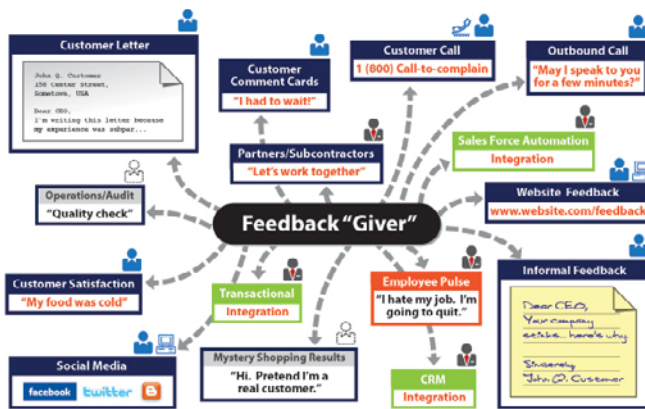 Customer Letter
John Q. Customer
150 Center Street,
Sometown, USA
Dear CEO,
I'm writing this letter because
my experience was subpar...
Customer
Comment Cards
"I had to wait!"
Customer Call
1 (800) Call-to-complain
Outbound Call
"May I speak to you
for a few minutes?"
Partners/Subcontractors
"Let's work together"
Sales Force Automation
Integration
Operations/Audit
"Quality check"
Feedback "Giver"
Website Feedback
www.website.com/feedback
Customer Satisfaction
"My food was cold"
Transactional
Integration
Employee Pulse
"I hate my job. I'm
going to quit."
Informal Feedback
Dear CEO,
Your company
stinks... here's why
Sincerely
John Q. Customer
Social Media
facebook twitter B
Mystery Shopping Results
"Hi. Pretend I'm a
real customer."
CRM
Integration